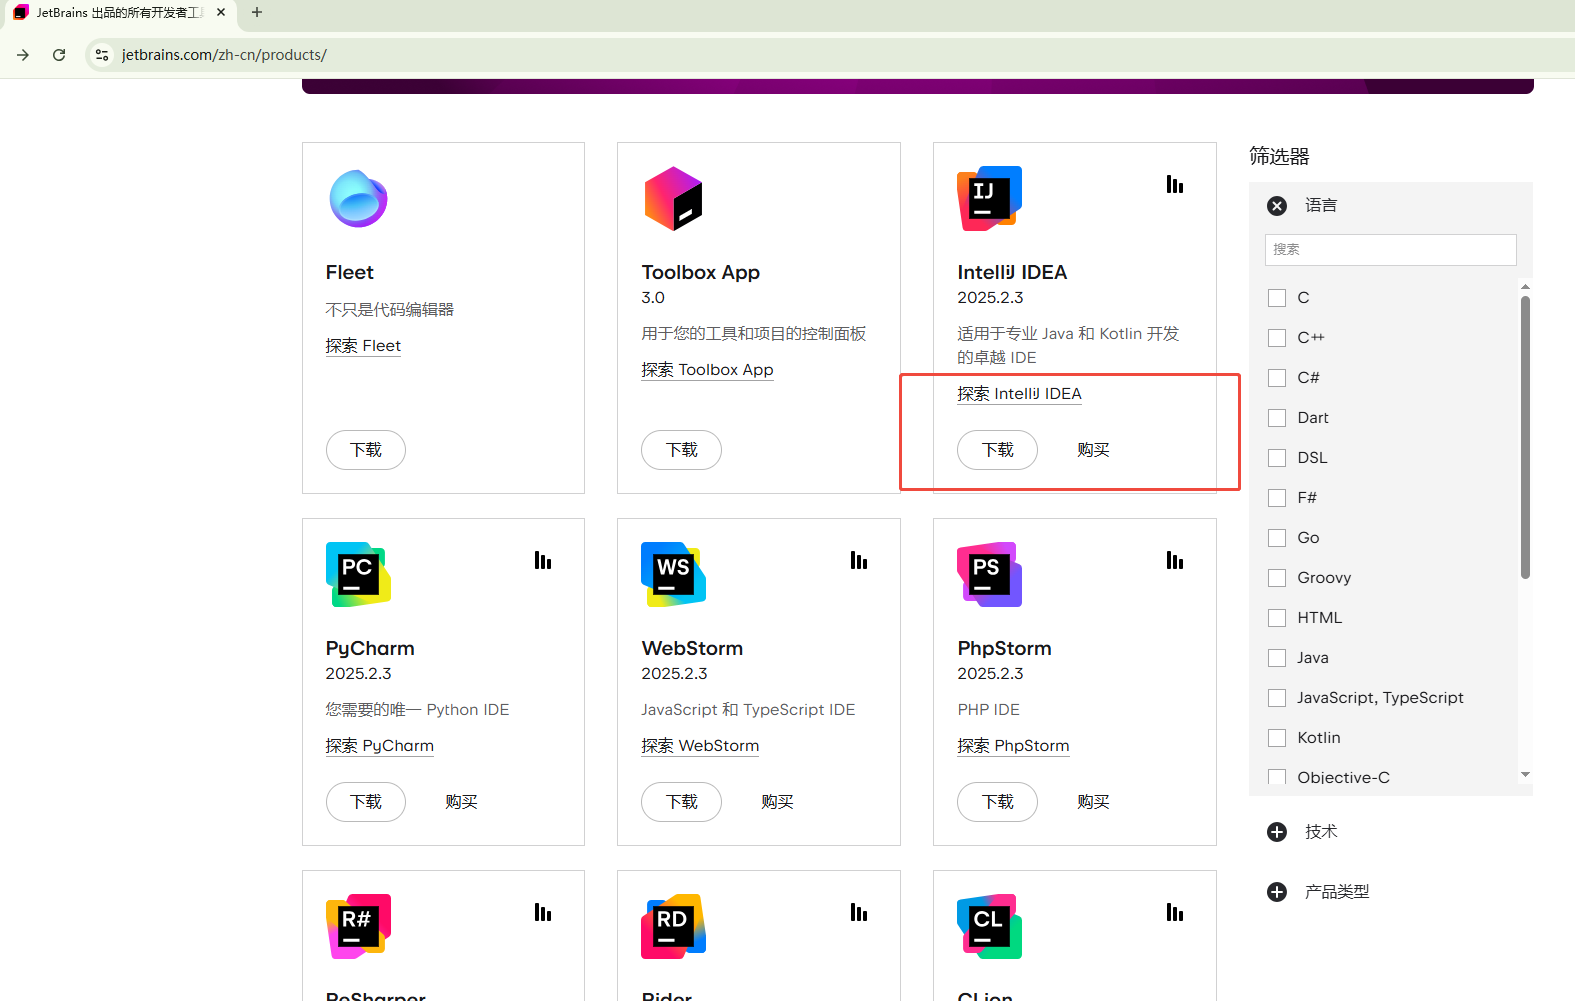 JetBrains 出品的所有开发者工具
jetbrains.com/zh-cn/products/
Fleet
不只是代码编辑器
探索 Fleet
下载
Toolbox App
3.0
用于您的工具和项目的控制面板
探索 Toolbox App
下载
IJ
IntelliJ IDEA
2025.2.3
适用于专业 Java 和 Kotlin 开发
的卓越 IDE
探索 IntelliJ IDEA
下载 购买
PC
PyCharm
2025.2.3
您需要的唯一 Python IDE
探索 PyCharm
下载 购买
WS
WebStorm
2025.2.3
JavaScript 和 TypeScript IDE
探索 WebStorm
下载 购买
PS
PhpStorm
2025.2.3
PHP IDE
探索 PhpStorm
下载 购买
R#
ReSharper
RD
Rider
CL
CLion
筛选器
语言
搜索
C
C++
C#
Dart
DSL
F#
Go
Groovy
HTML
Java
JavaScript, TypeScript
Kotlin
Objective-C
技术
产品类型